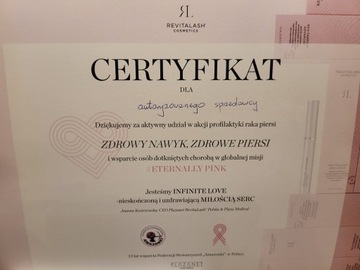 RL
REVITALASH
COSMETICS
CERTYFIKAT
DLA
autoryzowanego sprzedawcy
Dziękujemy za aktywny udział w akcji profilaktyki raka piersi
ZDROWY NAWYK, ZDROWE PIERSI
i wsparcie osób dotkniętych chorobą w globalnej misji
#ETERNALLY PINK
Jesteśmy INFINITE LOVE
-nieskończoną i uzdrawiającą MIŁOŚCIĄ SERC